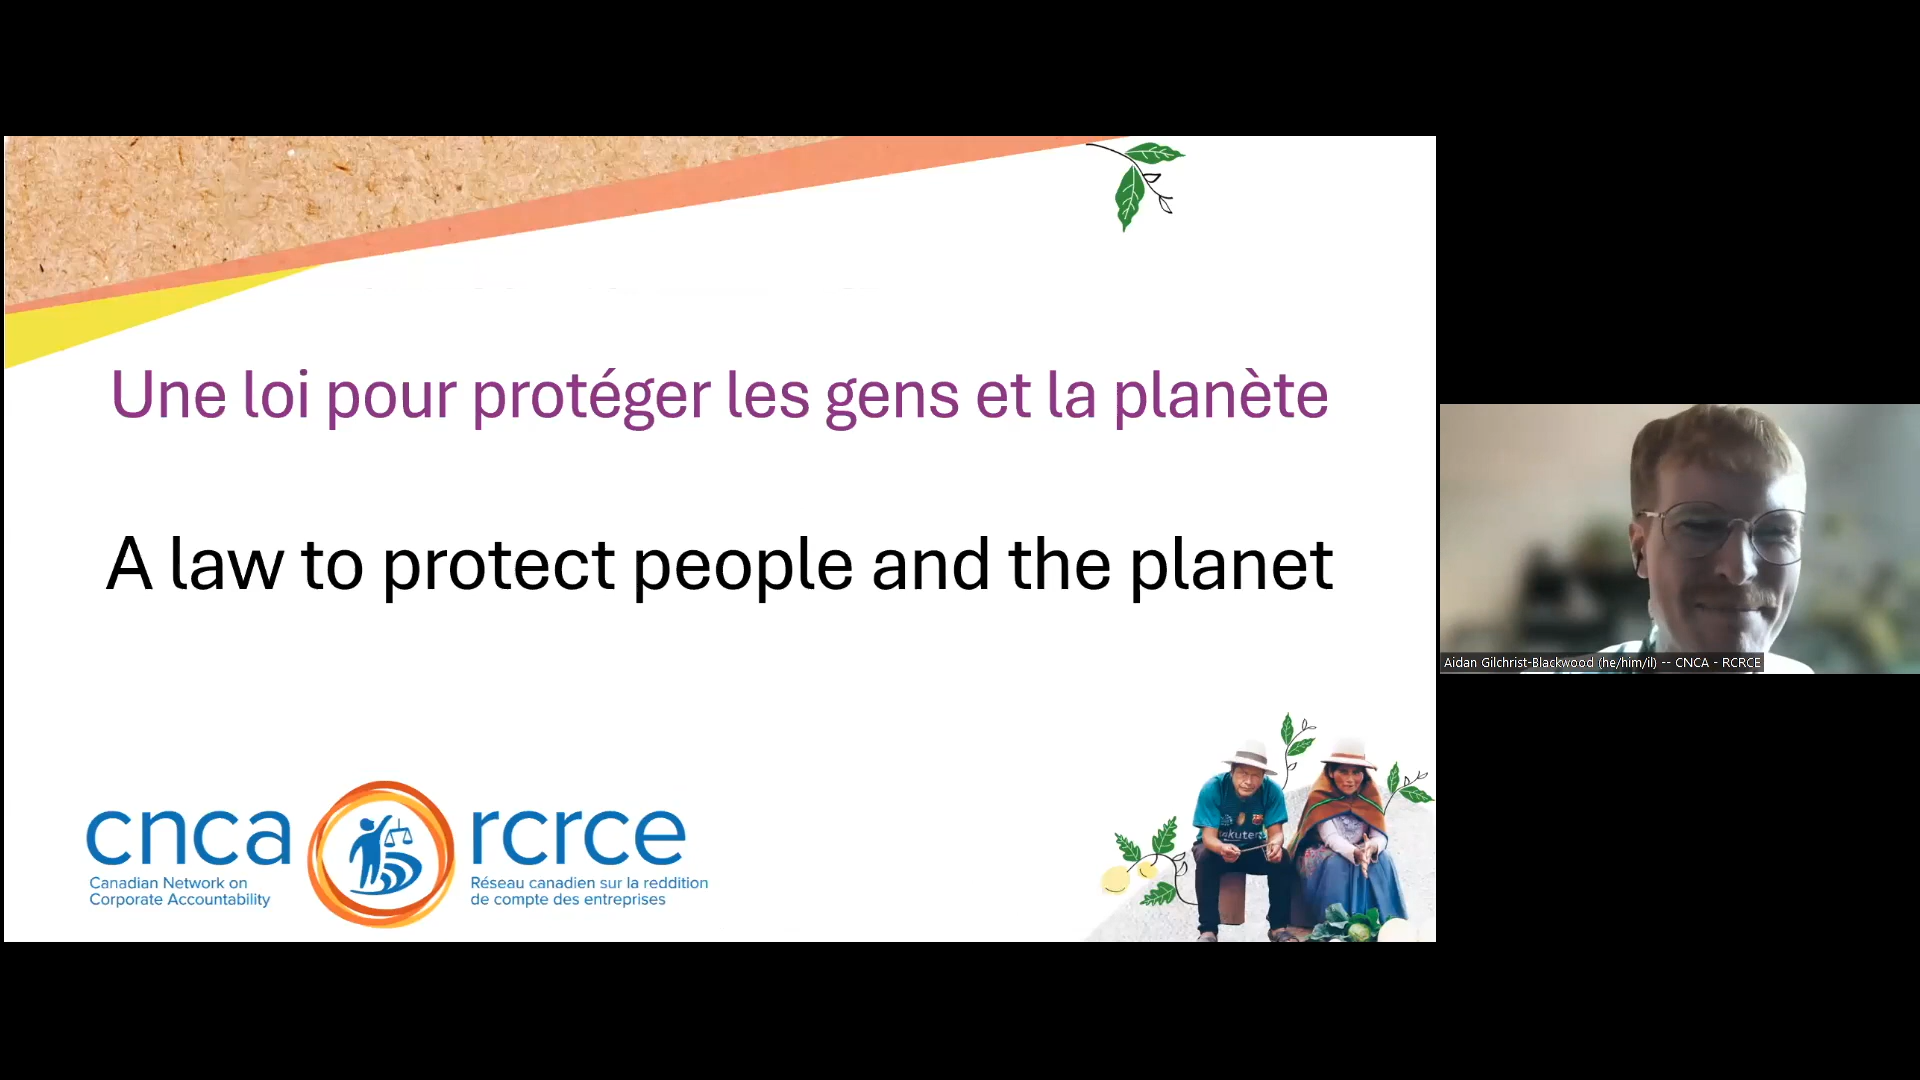 Une loi pour protéger les gens et la planète
A law to protect people and the planet
cnca
Canadian Network on
Corporate Accountability
rcrce
Réseau canadien sur la reddition
de compte des entreprises
Aidan Gilchrist-Blackwood (he/him/il) -- CNCA - RCRCE